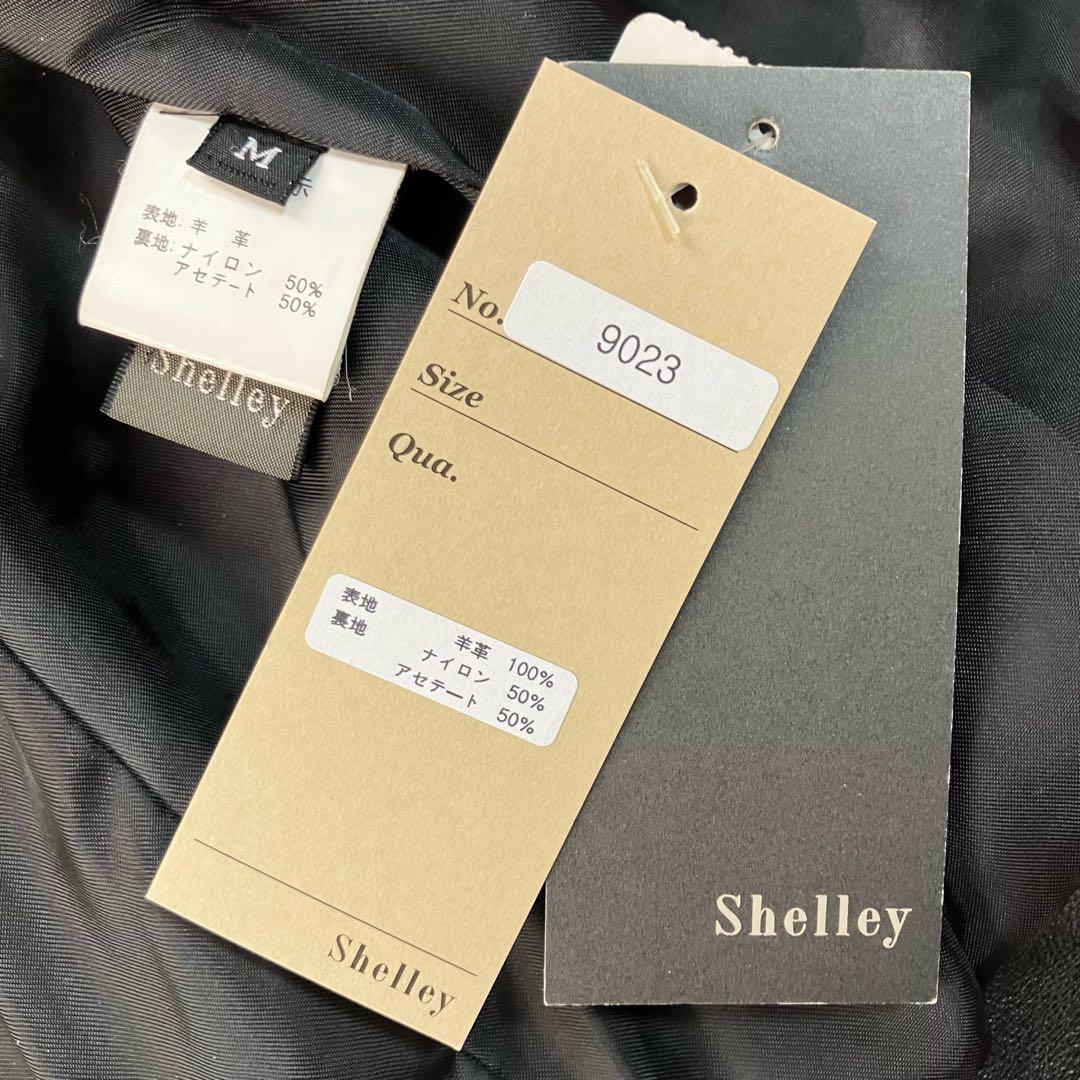 M
示
表地: 羊 革
裏地: ナイロン 50%
アセテート 50%
Shelley
No. 9023
Size
Qua.
表地
羊革 100%
裏地
ナイロン 50%
アセテート 50%
Shelley
Shelley